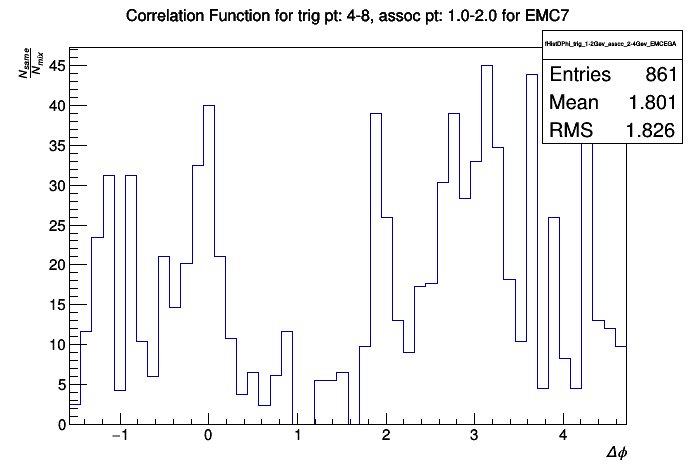 Correlation Function for trig pt: 4-8, assoc pt: 1.0-2.0 for EMC7
fHistDPhi_trig_1-2Gev_assoc_2-4Gev_EMCEGA
Entries 861
Mean 1.801
RMS 1.826
N_same
N_mix
45
40
35
30
25
20
15
10
5
0
−1 0 1 2 3 4
Δϕ